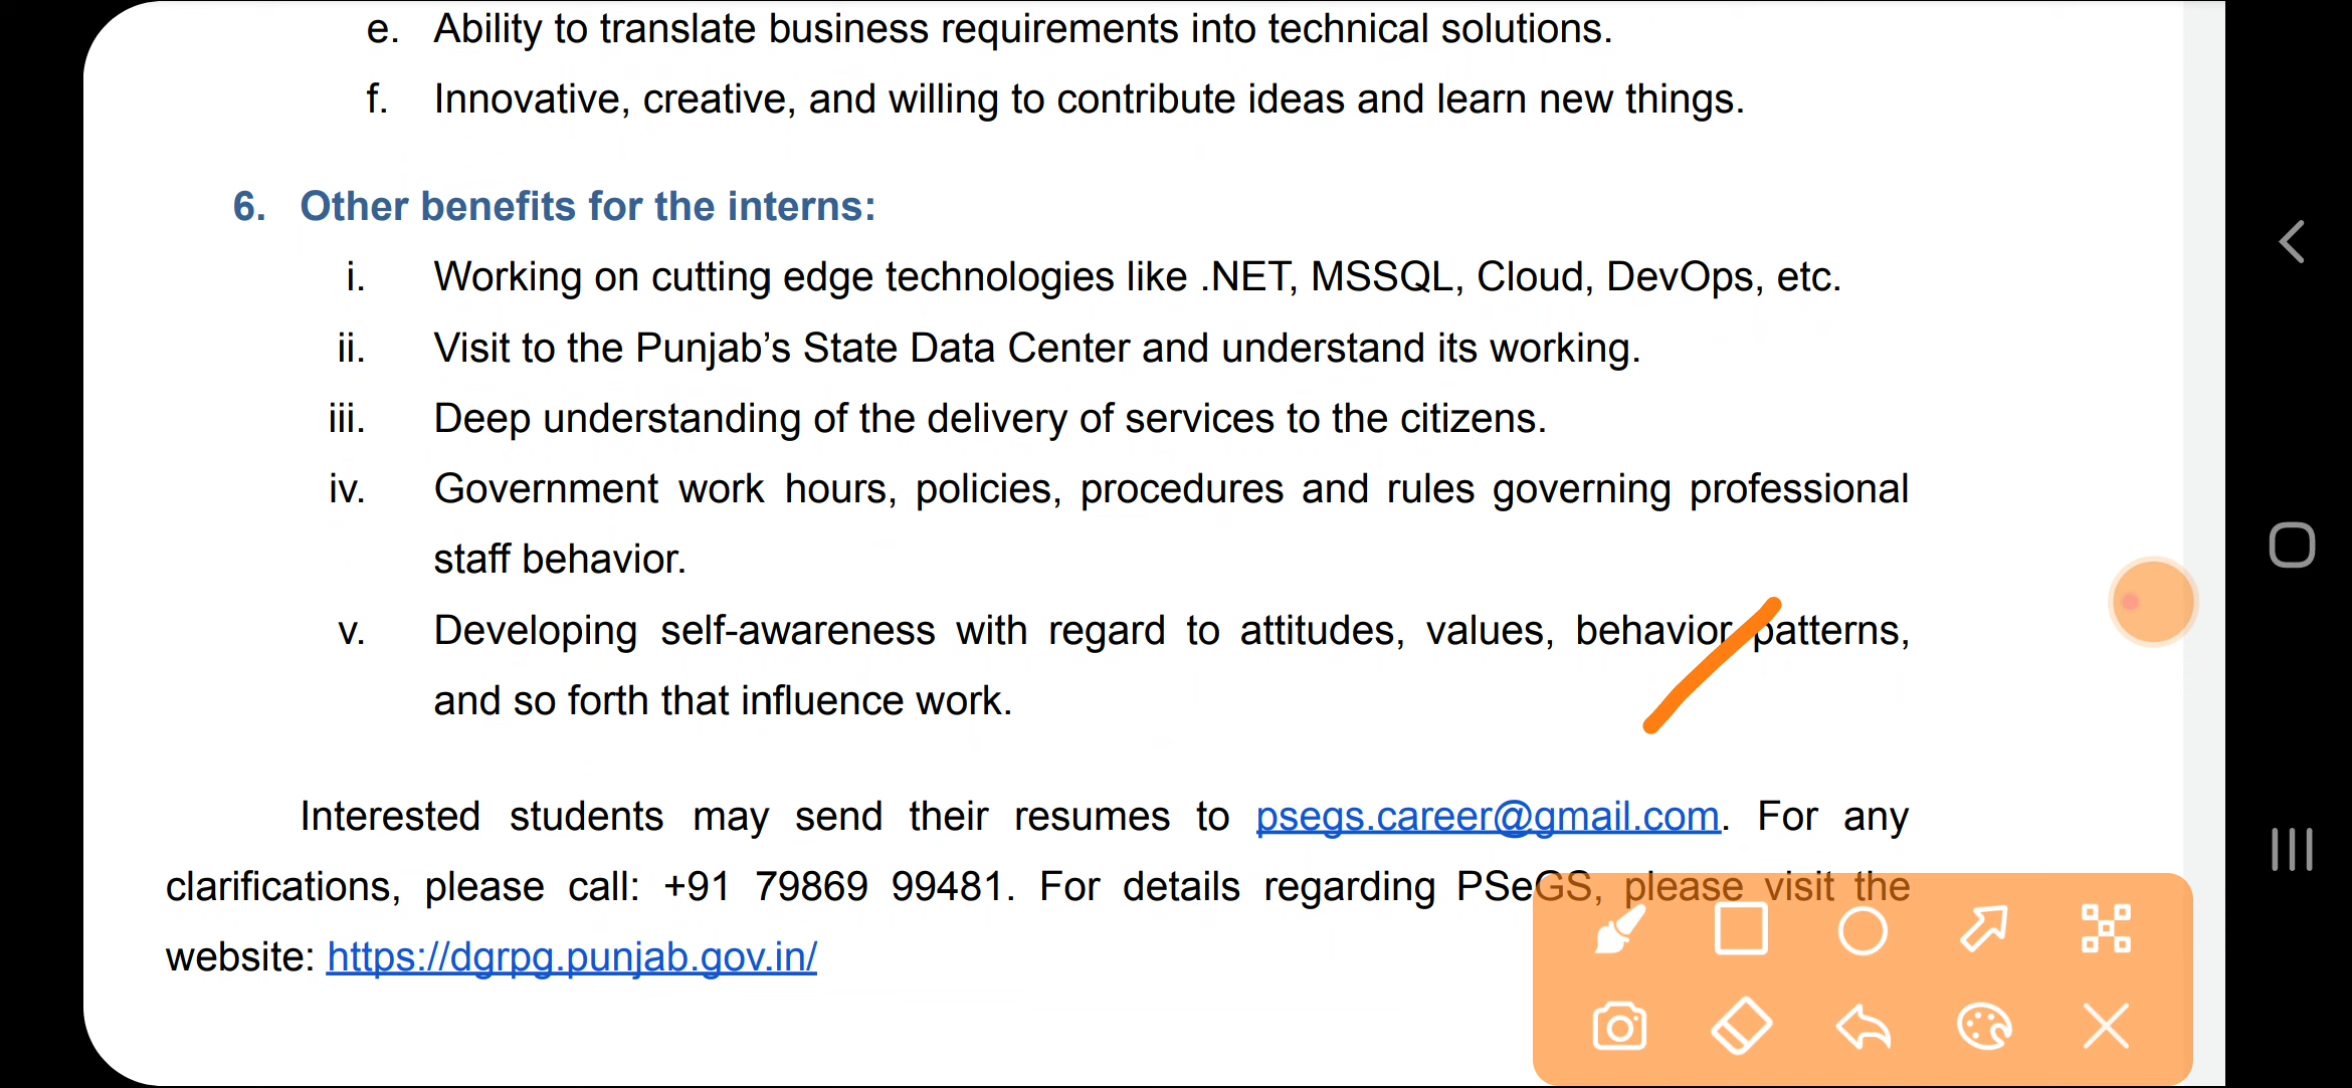 e. Ability to translate business requirements into technical solutions.
f. Innovative, creative, and willing to contribute ideas and learn new things.
6. Other benefits for the interns:
i. Working on cutting edge technologies like .NET, MSSQL, Cloud, DevOps, etc.
ii. Visit to the Punjab’s State Data Center and understand its working.
iii. Deep understanding of the delivery of services to the citizens.
iv. Government work hours, policies, procedures and rules governing professional
staff behavior.
v. Developing self-awareness with regard to attitudes, values, behavior patterns,
and so forth that influence work.
Interested students may send their resumes to psegs.career@gmail.com. For any
clarifications, please call: +91 79869 99481. For details regarding PSeGS, please visit the
website: https://dgrpg.punjab.gov.in/